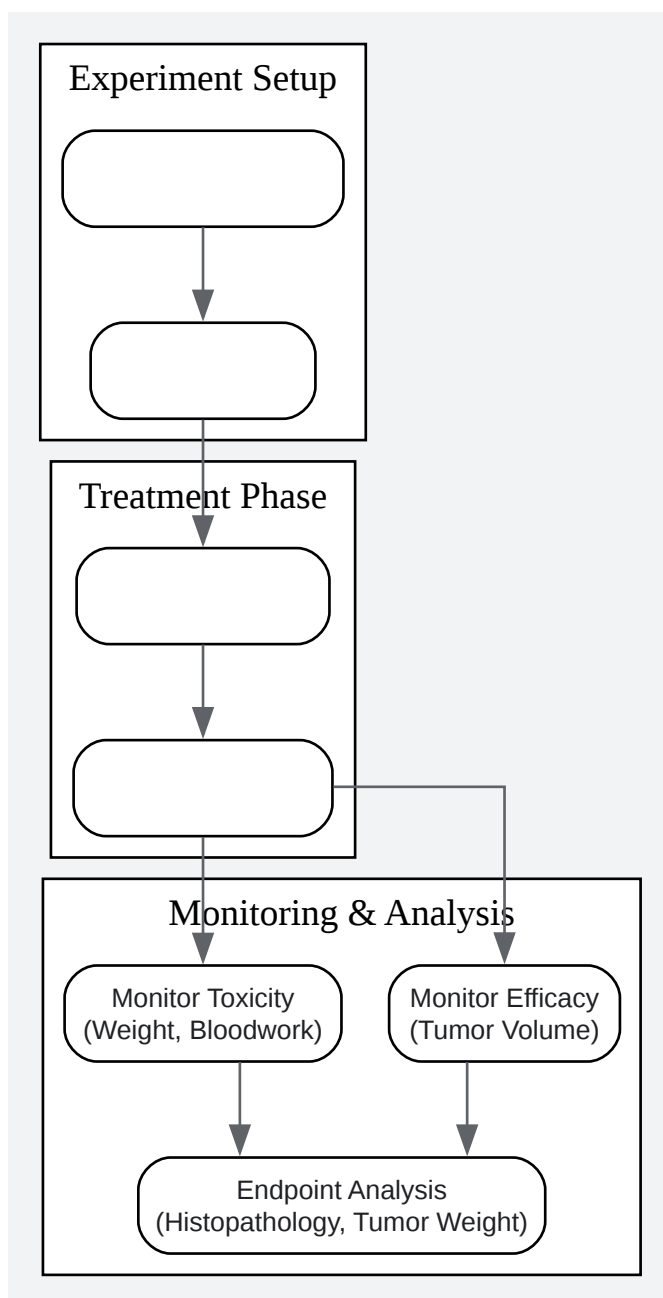 Experiment Setup
Treatment Phase
Monitoring & Analysis
Monitor Toxicity
(Weight, Bloodwork)
Monitor Efficacy
(Tumor Volume)
Endpoint Analysis
(Histopathology, Tumor Weight)